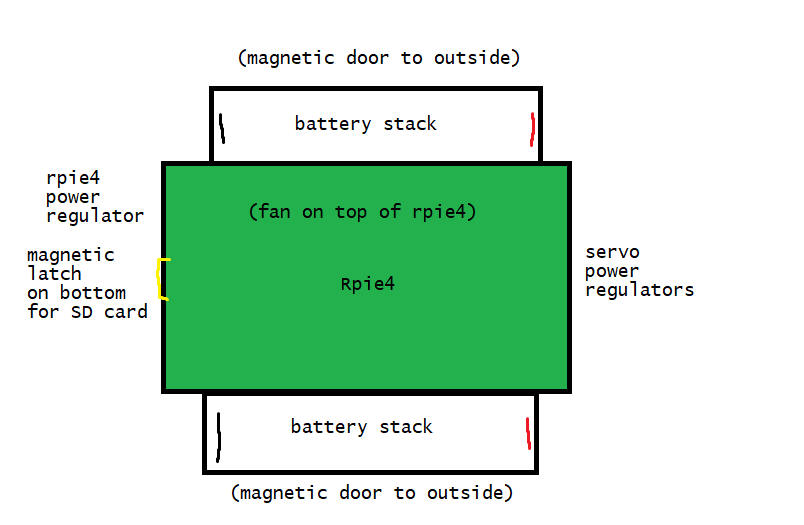 (magnetic door to outside)
battery stack
rpie4
power
regulator
(fan on top of rpie4)
magnetic
latch
on bottom
for SD card
Rpie4
servo
power
regulators
battery stack
(magnetic door to outside)